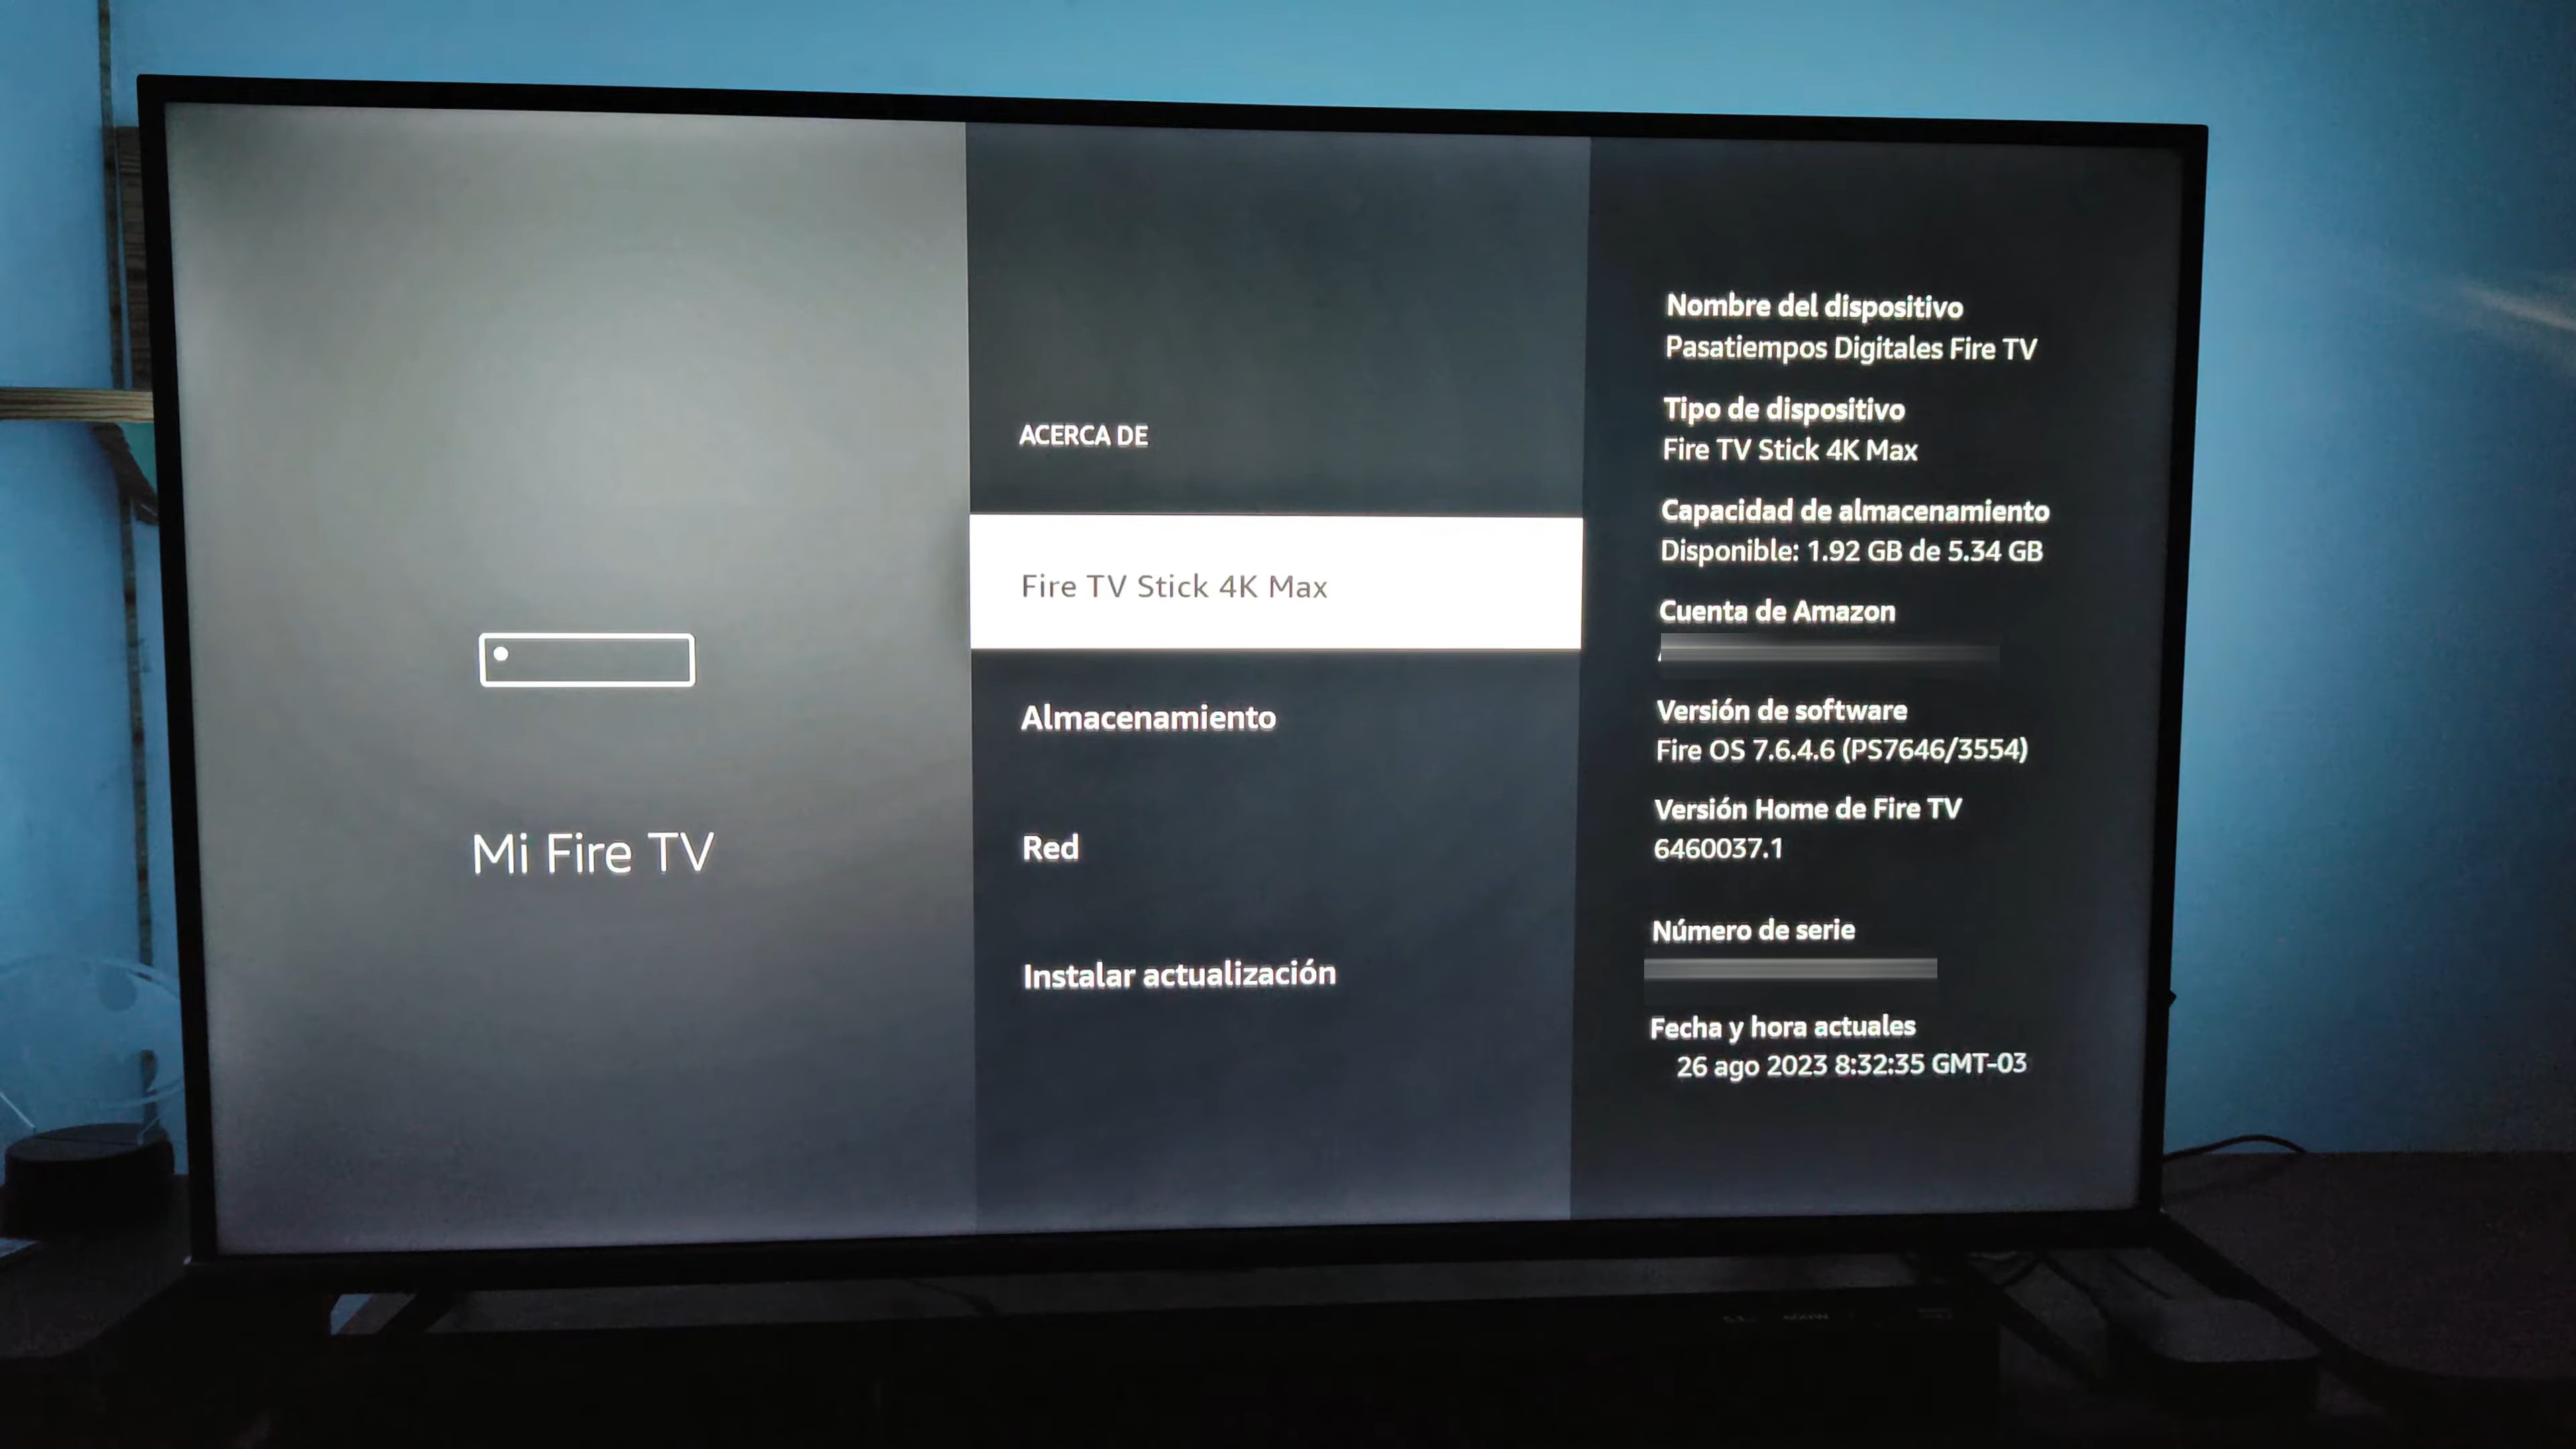 Mi Fire TV
ACERCA DE
Fire TV Stick 4K Max
Almacenamiento
Red
Instalar actualización
Nombre del dispositivo
Pasatiempos Digitales Fire TV
Tipo de dispositivo
Fire TV Stick 4K Max
Capacidad de almacenamiento
Disponible: 1.92 GB de 5.34 GB
Cuenta de Amazon
Versión de software
Fire OS 7.6.4.6 (PS7646/3554)
Versión Home de Fire TV
6460037.1
Número de serie
Fecha y hora actuales
26 ago 2023 8:32:35 GMT-03